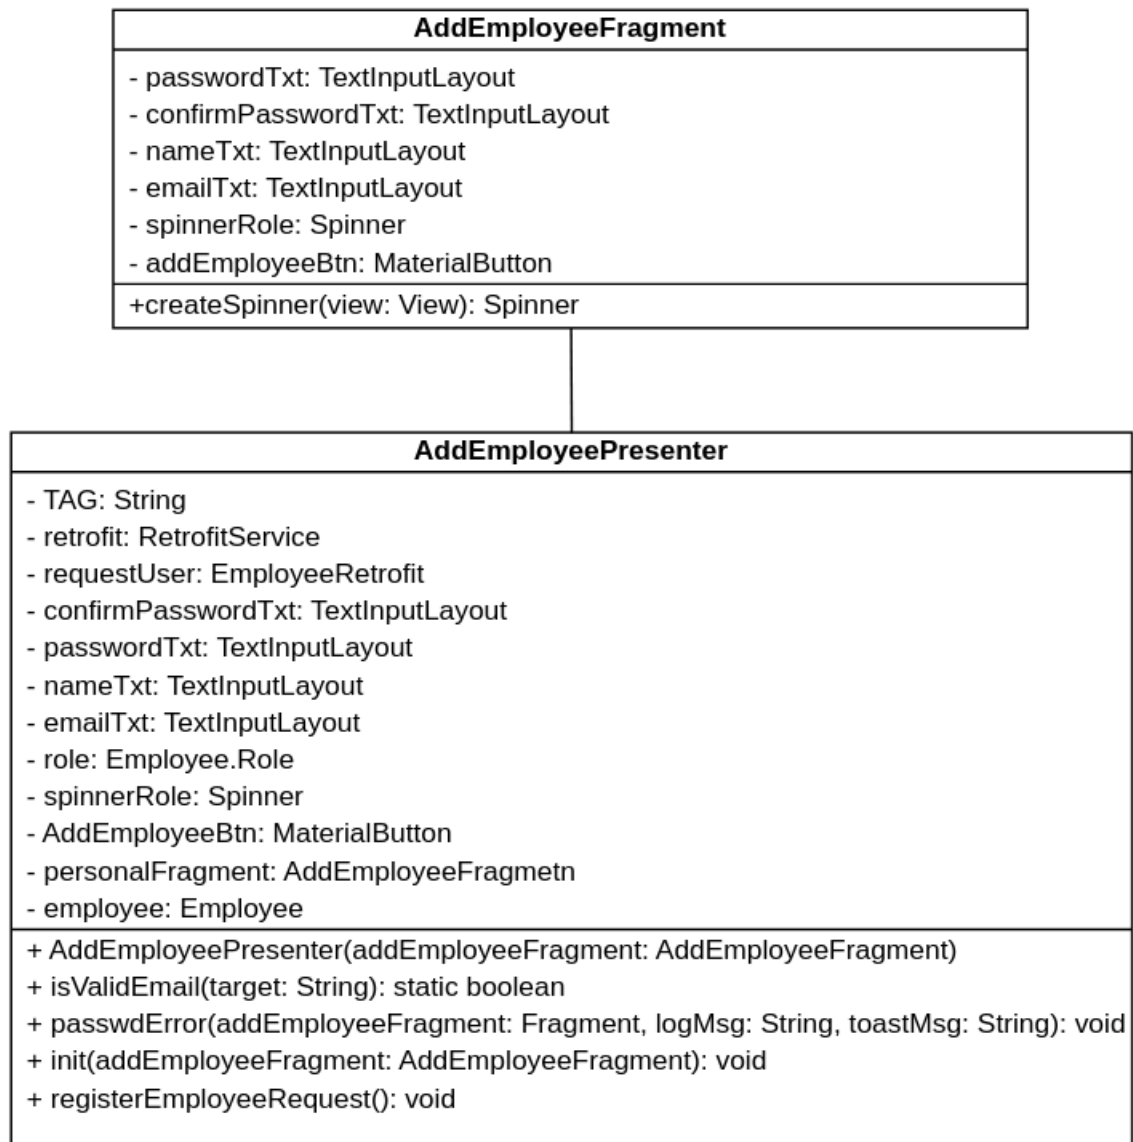 AddEmployeeFragment
- passwordTxt: TextInputLayout
- confirmPasswordTxt: TextInputLayout
- nameTxt: TextInputLayout
- emailTxt: TextInputLayout
- spinnerRole: Spinner
- addEmployeeBtn: MaterialButton
+createSpinner(view: View): Spinner
AddEmployeePresenter
- TAG: String
- retrofit: RetrofitService
- requestUser: EmployeeRetrofit
- confirmPasswordTxt: TextInputLayout
- passwordTxt: TextInputLayout
- nameTxt: TextInputLayout
- emailTxt: TextInputLayout
- role: Employee.Role
- spinnerRole: Spinner
- AddEmployeeBtn: MaterialButton
- personalFragment: AddEmployeeFragmetn
- employee: Employee
+ AddEmployeePresenter(addEmployeeFragment: AddEmployeeFragment)
+ isValidEmail(target: String): static boolean
+ passwdError(addEmployeeFragment: Fragment, logMsg: String, toastMsg: String): void
+ init(addEmployeeFragment: AddEmployeeFragment): void
+ registerEmployeeRequest(): void